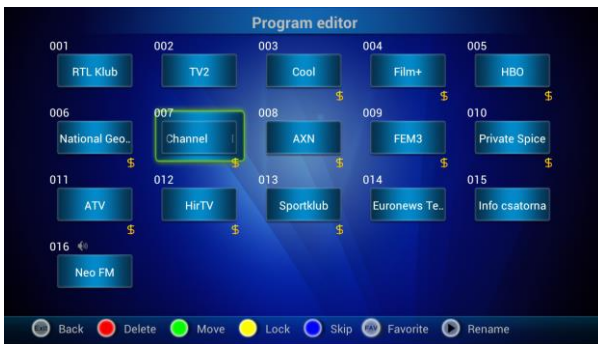 Program editor
001 002 003 004 005
RTL Klub TV2 Cool Film+ HBO
$ $ $
006 007 008 009 010
National Geo.. Channel AXN FEM3 Private Spice
$ $ $ $ $
011 012 013 014 015
ATV HirTV Sportklub Euronews Te.. Info csatorna
$ $ $
016
Neo FM
EXIT Back Delete Move Lock Skip FAV Favorite Rename